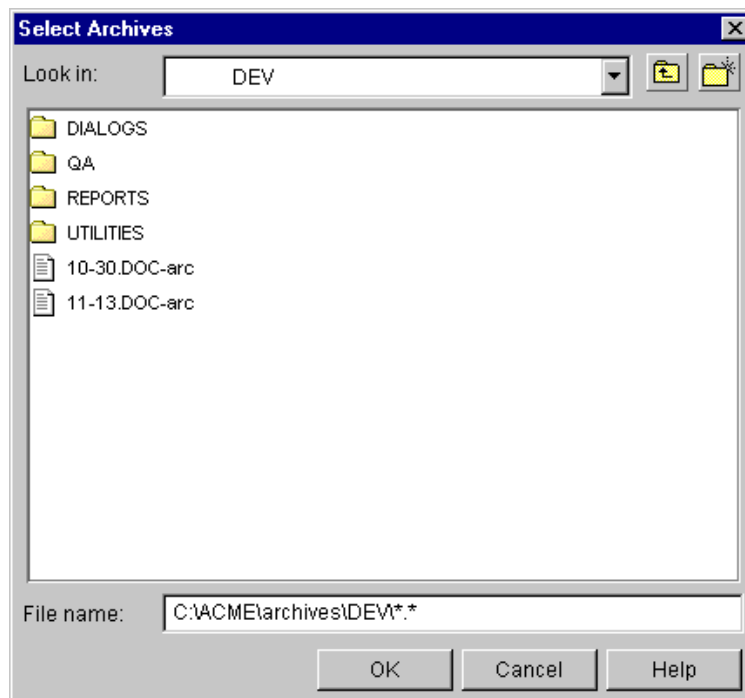 Select Archives
Look in: DEV
DIALOGS
QA
REPORTS
UTILITIES
10-30.DOC-arc
11-13.DOC-arc
File name: C:\ACME\archives\DEV\*.*
OK Cancel Help